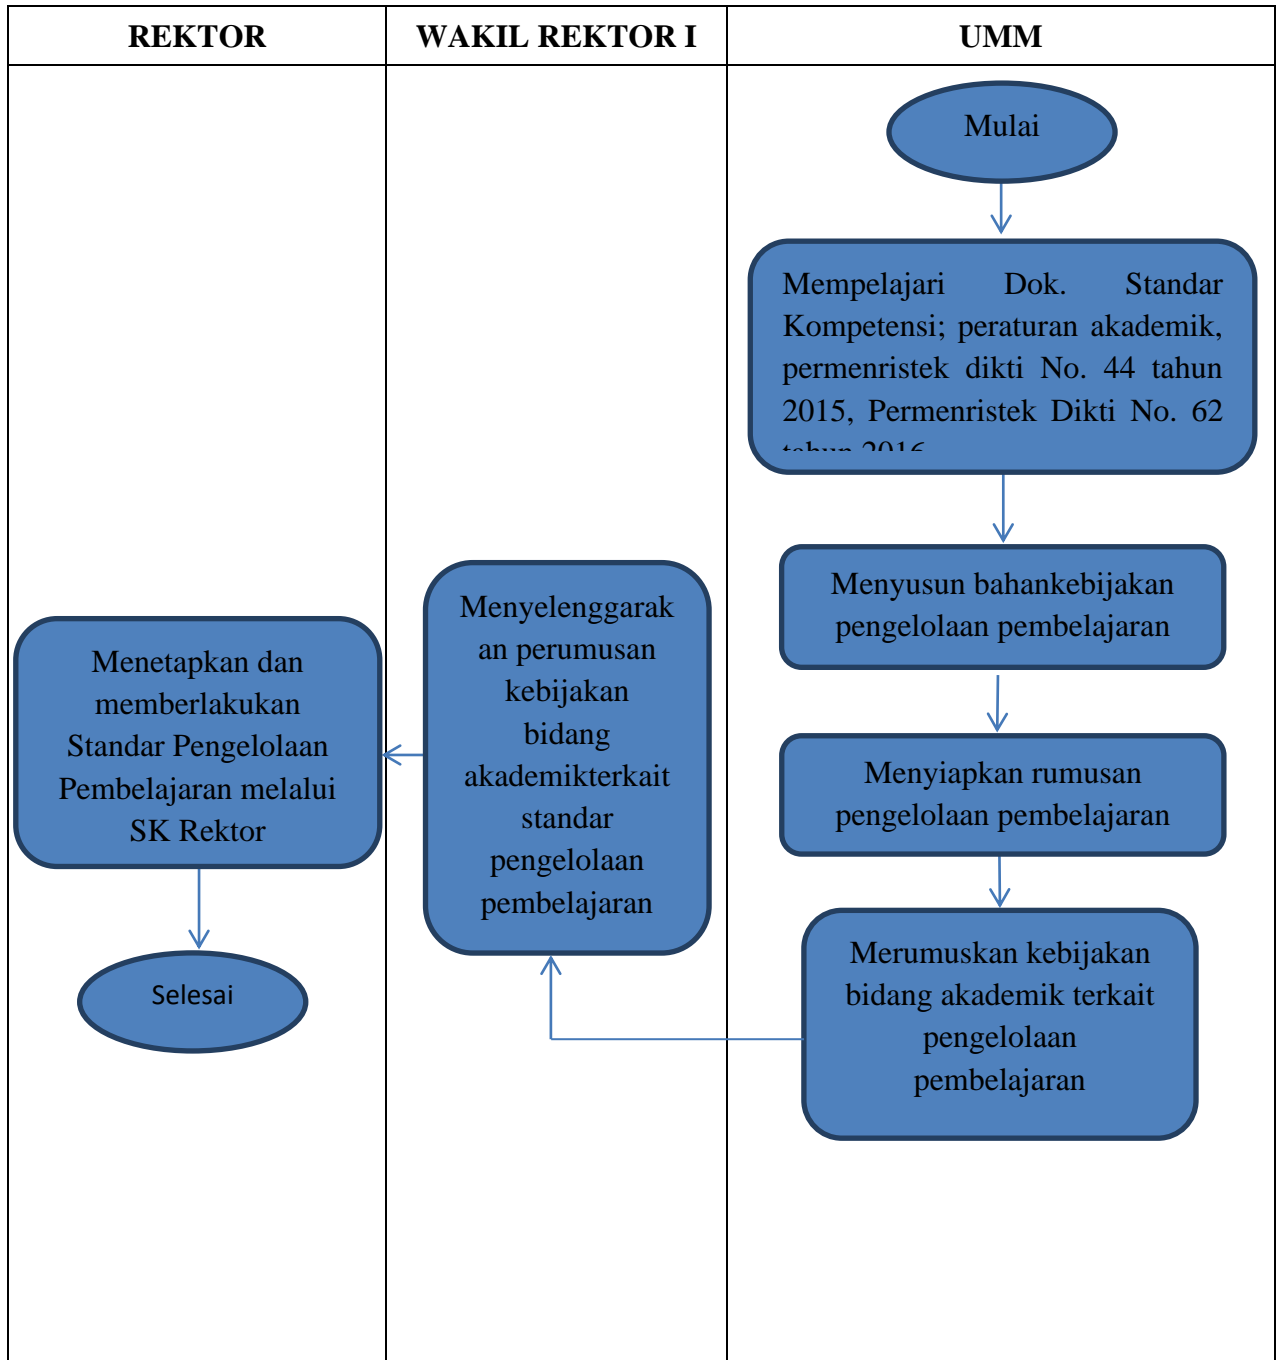 REKTOR
WAKIL REKTOR I
UMM
Mulai
Mempelajari Dok. Standar
Kompetensi; peraturan akademik,
permenristek dikti No. 44 tahun
2015, Permenristek Dikti No. 62
tahun 2016
Menyusun bahankebijakan
pengelolaan pembelajaran
Menyiapkan rumusan
pengelolaan pembelajaran
Merumuskan kebijakan
bidang akademik terkait
pengelolaan
pembelajaran
Menyelenggarak
an perumusan
kebijakan
bidang
akademikterkait
standar
pengelolaan
pembelajaran
Menetapkan dan
memberlakukan
Standar Pengelolaan
Pembelajaran melalui
SK Rektor
Selesai